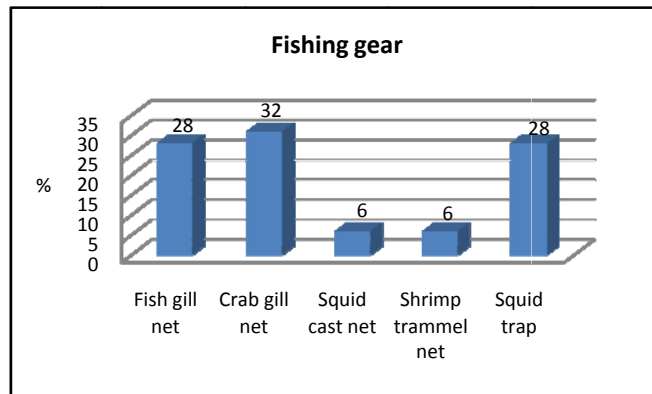 Fishing gear
35
30
25
20
15
10
5
0
%
28
32
6
6
28
Fish gill
net
Crab gill
net
Squid
cast net
Shrimp
trammel
net
Squid
trap